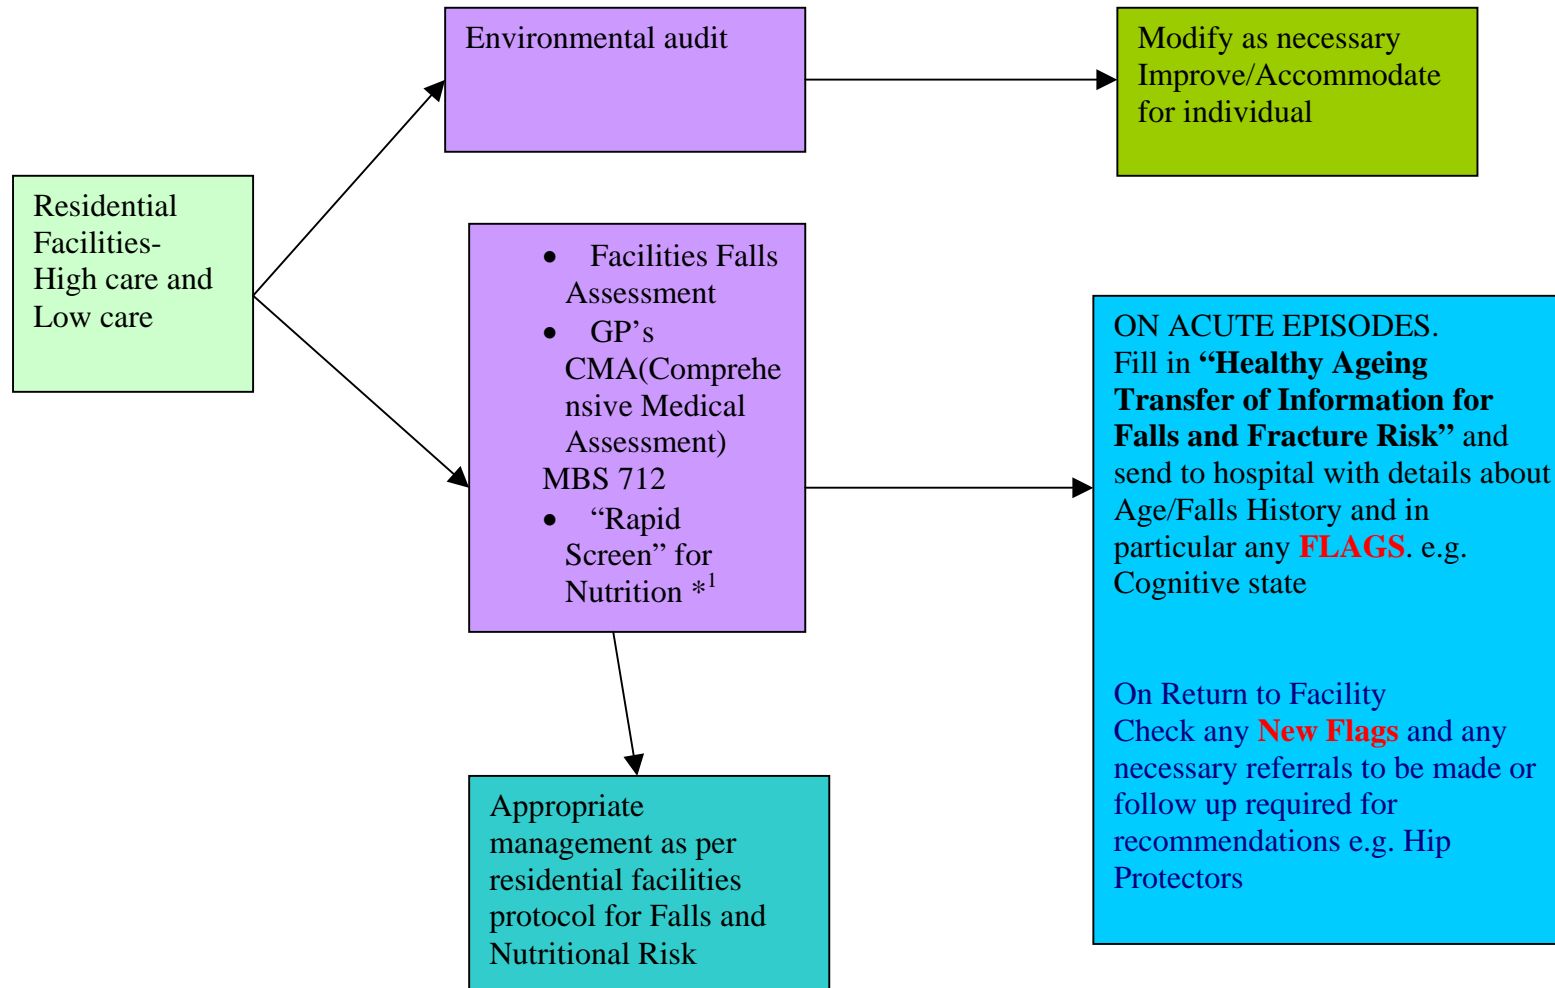 Environmental audit
Modify as necessary
Improve/Accommodate
for individual
Residential
Facilities-
High care and
Low care
• Facilities Falls
Assessment
• GP’s
CMA(Comprehe
nsive Medical
Assessment)
MBS 712
• “Rapid
Screen” for
Nutrition *1
ON ACUTE EPISODES.
Fill in “Healthy Ageing
Transfer of Information for
Falls and Fracture Risk” and
send to hospital with details about
Age/Falls History and in
particular any FLAGS. e.g.
Cognitive state
On Return to Facility
Check any New Flags and any
necessary referrals to be made or
follow up required for
recommendations e.g. Hip
Protectors
Appropriate
management as per
residential facilities
protocol for Falls and
Nutritional Risk